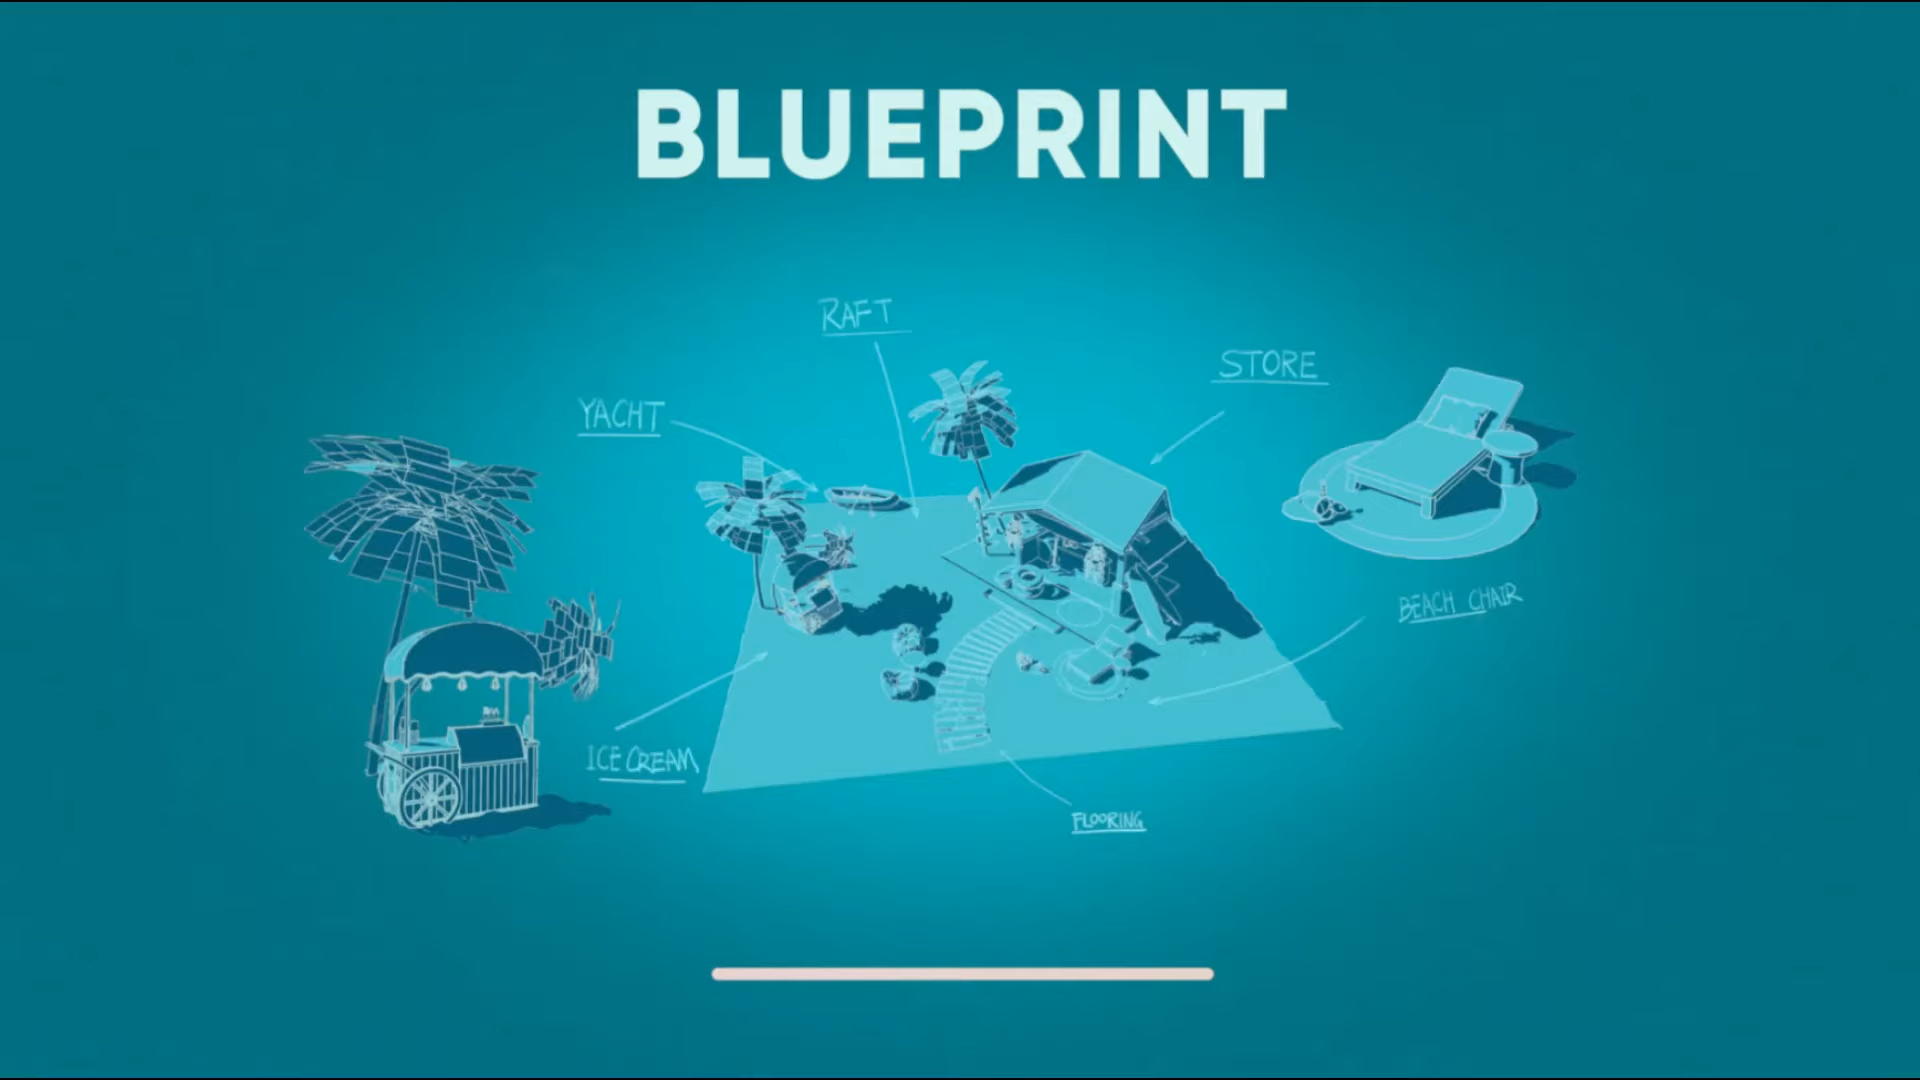 BLUEPRINT
RAFT
STORE
YACHT
BEACH CHAIR
ICE CREAM
FLOORING